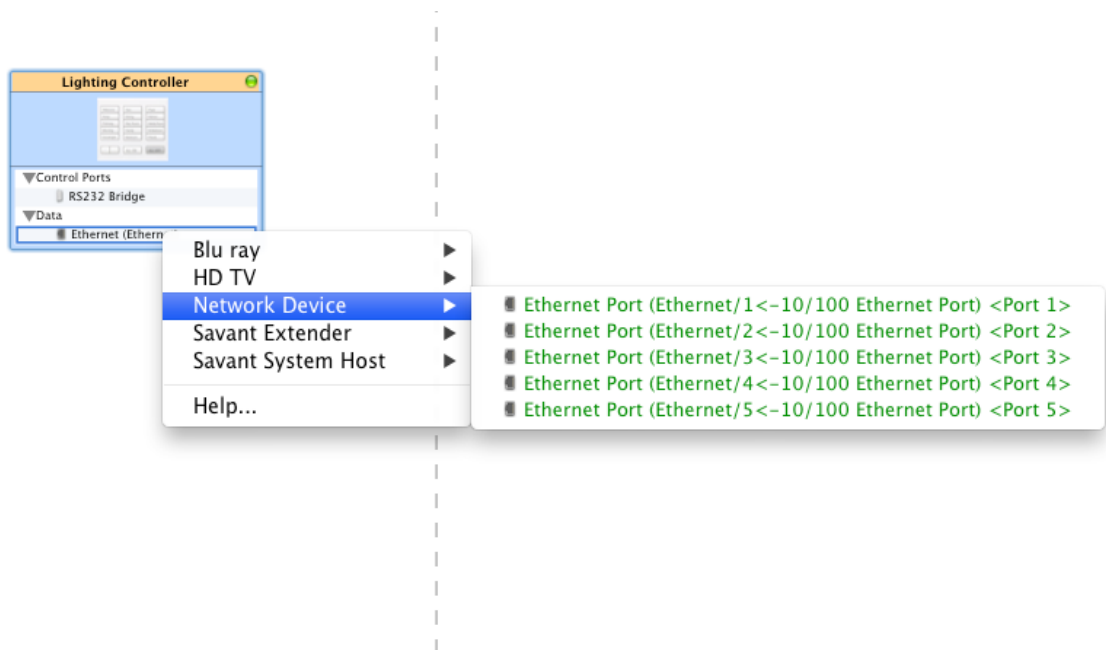 Lighting Controller
Control Ports
RS232 Bridge
Data
Ethernet (Ethern
Blu ray
HD TV
Network Device
Savant Extender
Savant System Host
Help...
Ethernet Port (Ethernet/1<-10/100 Ethernet Port) <Port 1>
Ethernet Port (Ethernet/2<-10/100 Ethernet Port) <Port 2>
Ethernet Port (Ethernet/3<-10/100 Ethernet Port) <Port 3>
Ethernet Port (Ethernet/4<-10/100 Ethernet Port) <Port 4>
Ethernet Port (Ethernet/5<-10/100 Ethernet Port) <Port 5>